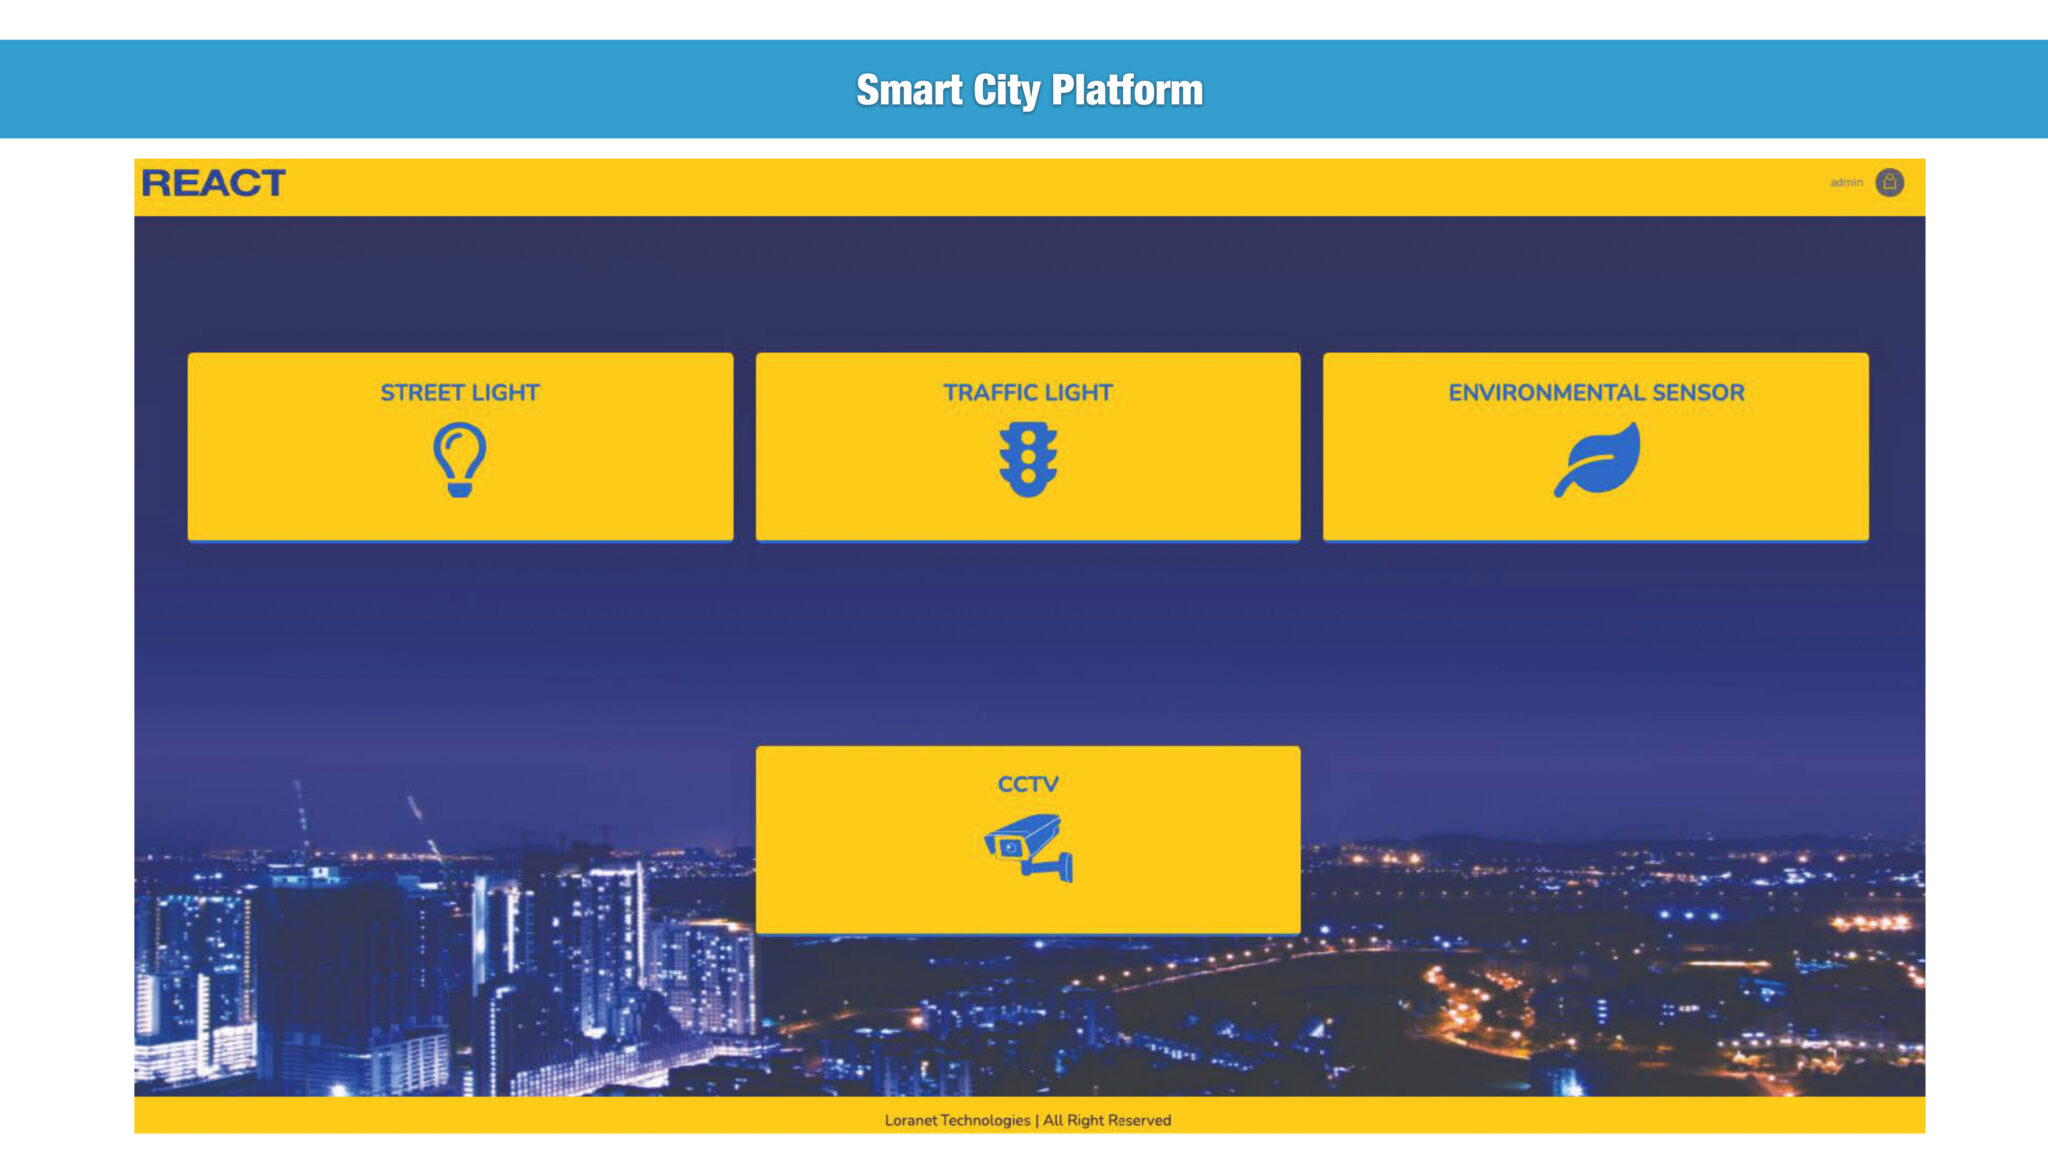 Smart City Platform
REACT
admin
STREET LIGHT
TRAFFIC LIGHT
ENVIRONMENTAL SENSOR
CCTV
Loranet Technologies | All Right Reserved